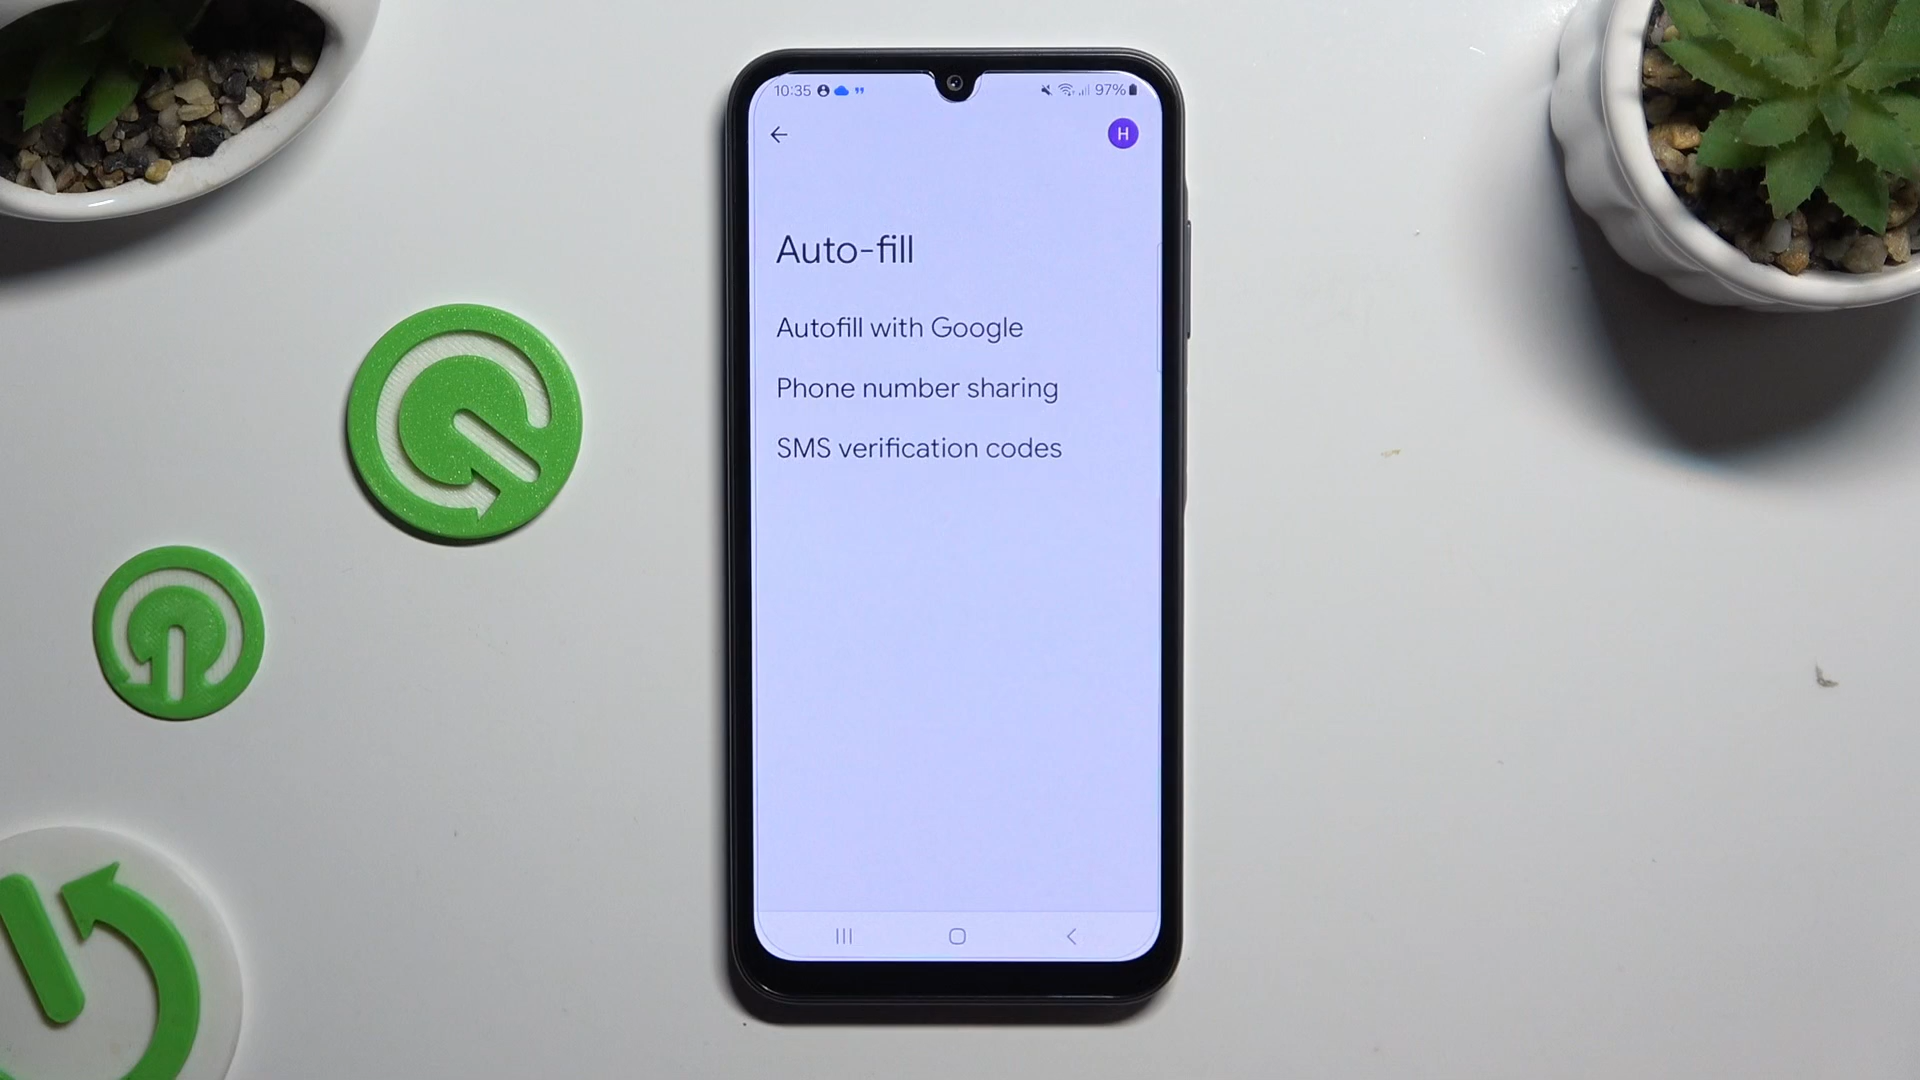 10:35 97%
H
Auto-fill
Autofill with Google
Phone number sharing
SMS verification codes